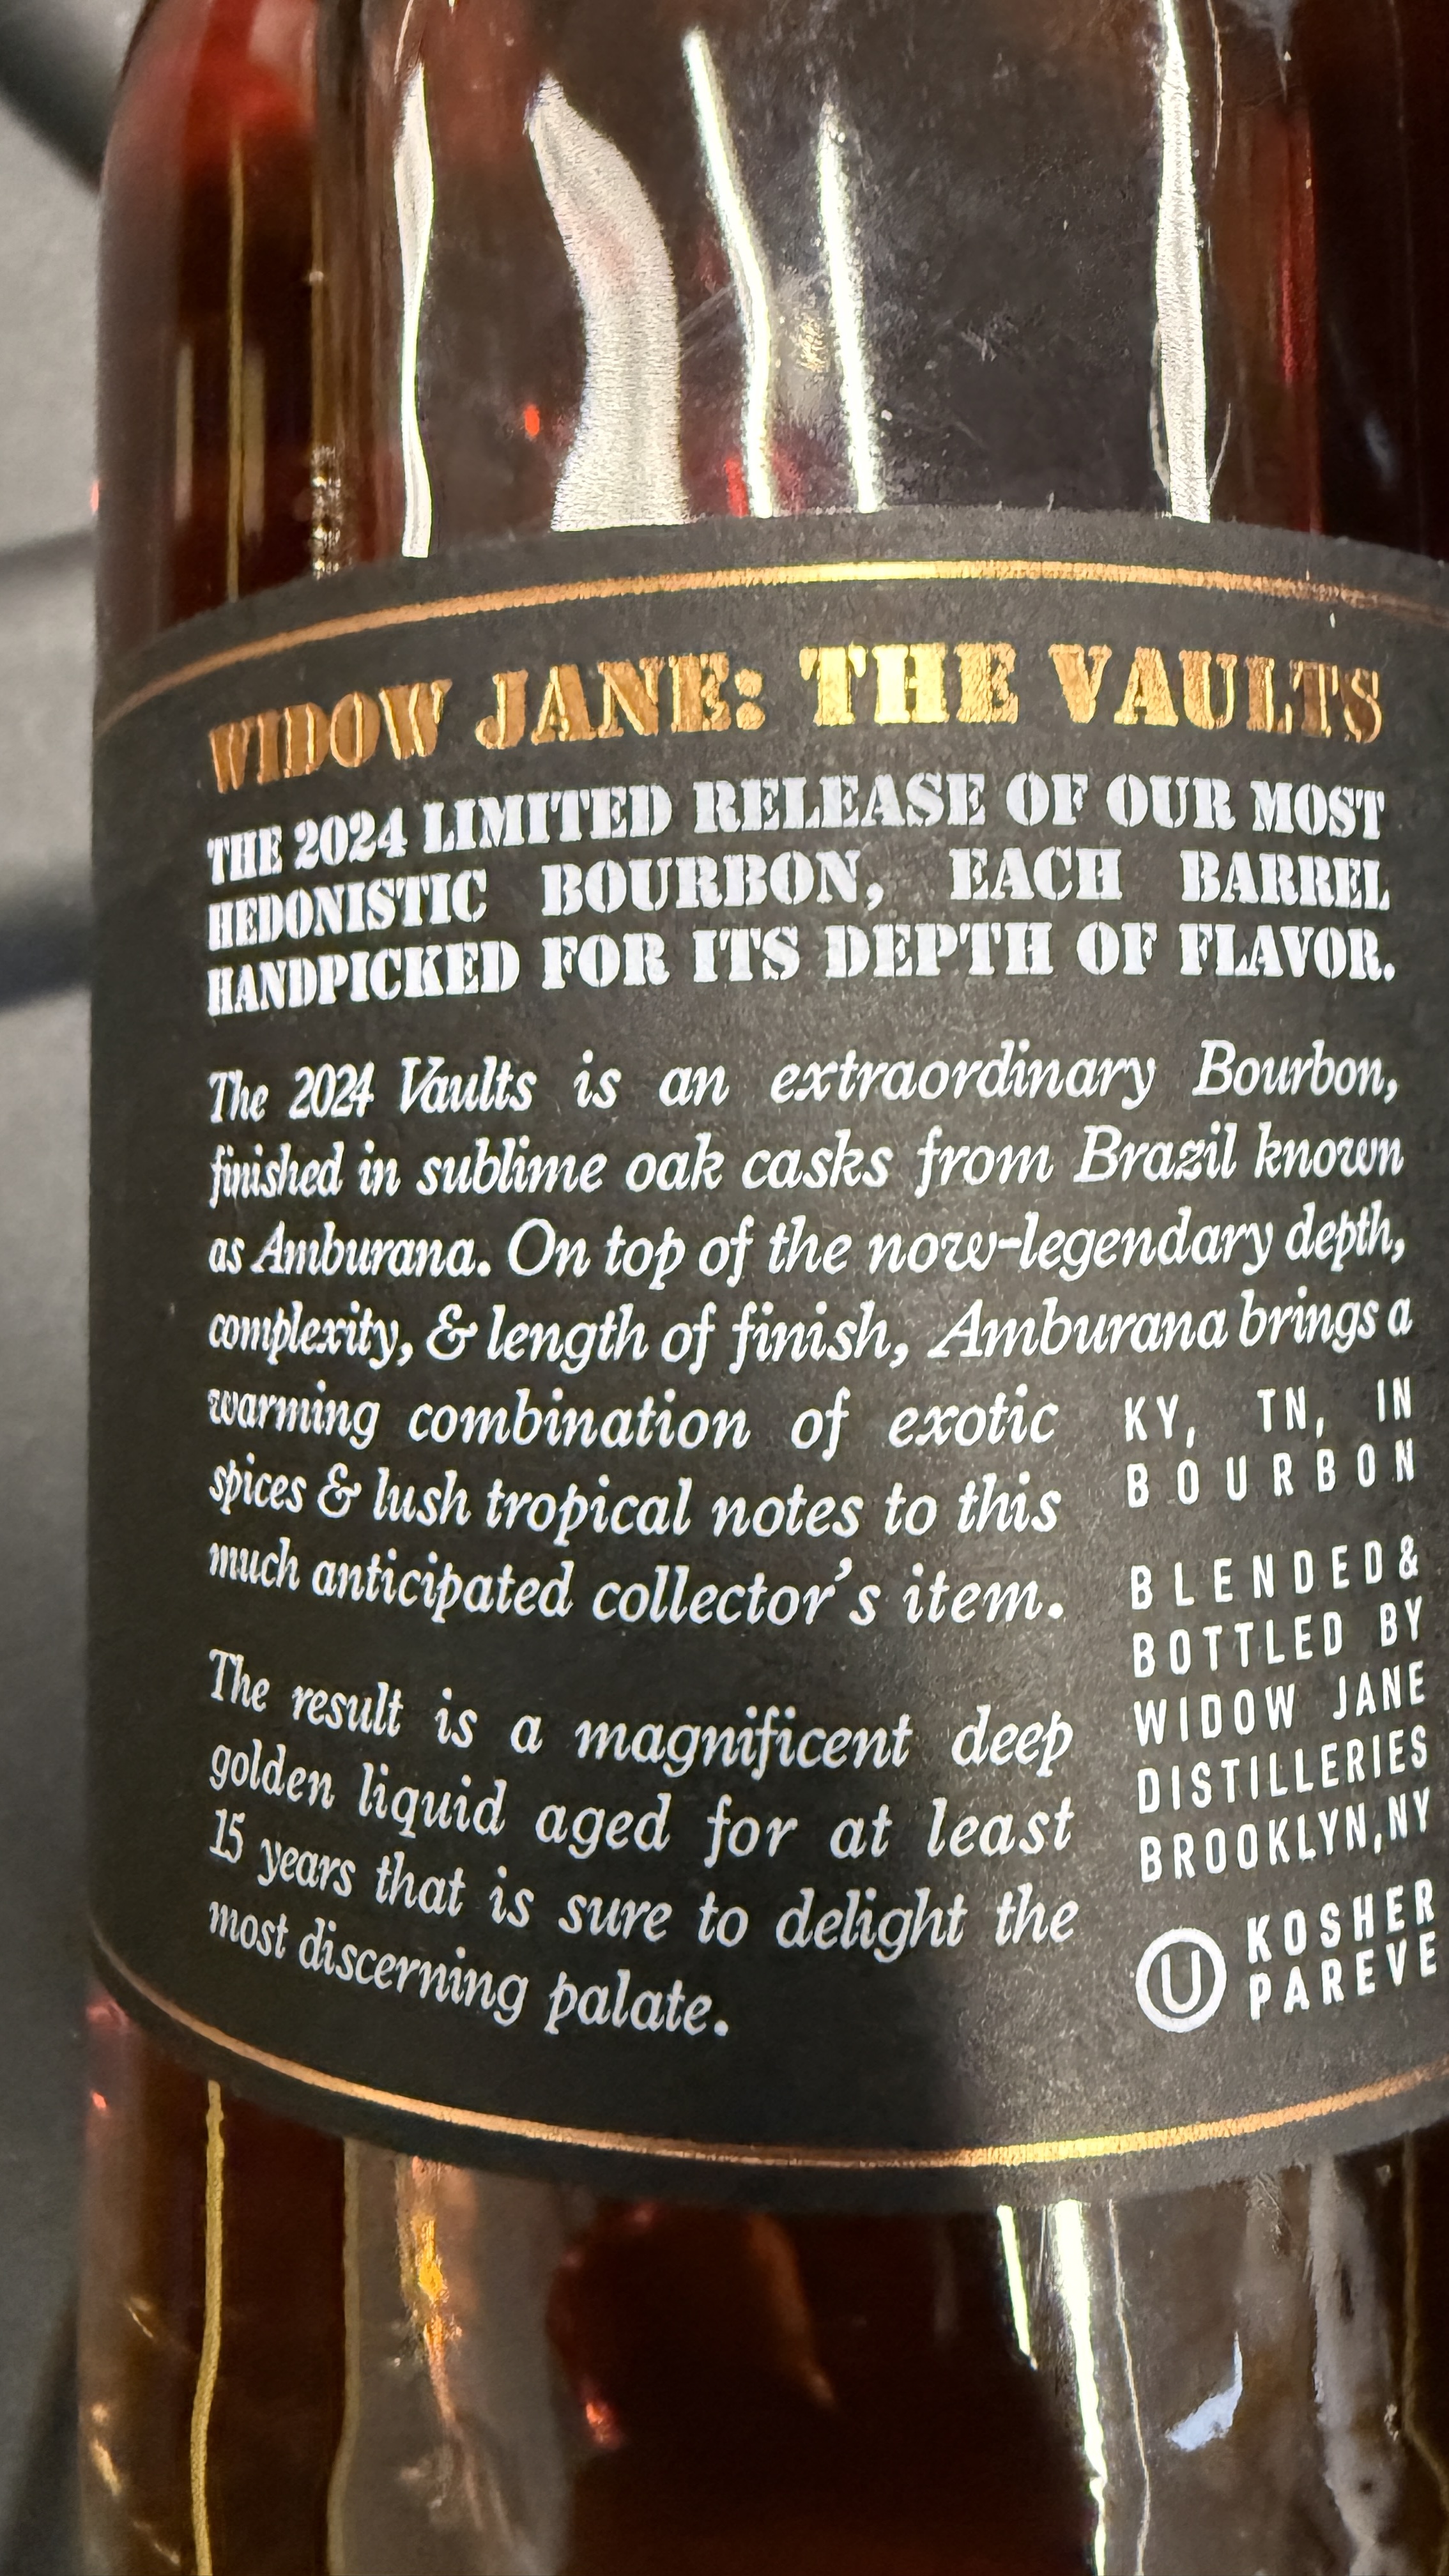 WIDOW JANE: THE VAULTS
THE 2024 LIMITED RELEASE OF OUR MOST
HEDONISTIC BOURBON, EACH BARREL
HANDPICKED FOR ITS DEPTH OF FLAVOR.
The 2024 Vaults is an extraordinary Bourbon,
finished in sublime oak casks from Brazil known
as Amburana. On top of the now-legendary depth,
complexity, & length of finish, Amburana brings a
warming combination of exotic
spices & lush tropical notes to this
much anticipated collector's item.
The result is a magnificent deep
golden liquid aged for at least
15 years that is sure to delight the
most discerning palate.
KY, TN, IN
BOURBON
BLENDED&
BOTTLED BY
WIDOW JANE
DISTILLERIES
BROOKLYN,NY
U KOSHER
PAREVE